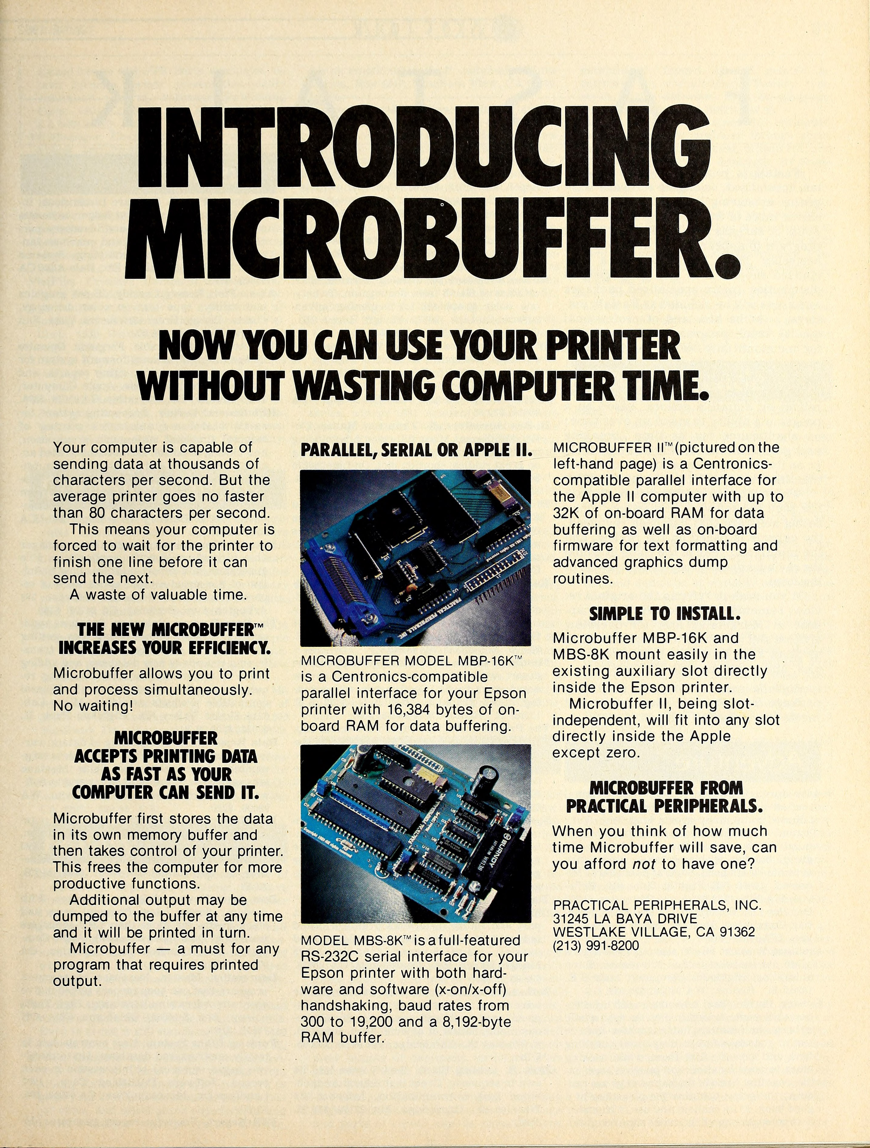 INTRODUCING
MICROBUFFER.
NOW YOU CAN USE YOUR PRINTER
WITHOUT WASTING COMPUTER TIME.
Your computer is capable of
sending data at thousands of
characters per second. But the
average printer goes no faster
than 80 characters per second.
This means your computer is
forced to wait for the printer to
finish one line before it can
send the next.
A waste of valuable time.
THE NEW MICROBUFFER™
INCREASES YOUR EFFICIENCY.
Microbuffer allows you to print
and process simultaneously.
No waiting!
MICROBUFFER
ACCEPTS PRINTING DATA
AS FAST AS YOUR
COMPUTER CAN SEND IT.
Microbuffer first stores the data
in its own memory buffer and
then takes control of your printer.
This frees the computer for more
productive functions.
Additional output may be
dumped to the buffer at any time
and it will be printed in turn.
Microbuffer — a must for any
program that requires printed
output.
PARALLEL, SERIAL OR APPLE II.
PRACTICAL PERIPHERALS INC
MICROBUFFER MODEL MBP-16K™
is a Centronics-compatible
parallel interface for your Epson
printer with 16,384 bytes of on-
board RAM for data buffering.
BURNDY
MODEL MBS-8K™ is a full-featured
RS-232C serial interface for your
Epson printer with both hard-
ware and software (x-on/x-off)
handshaking, baud rates from
300 to 19,200 and a 8,192-byte
RAM buffer.
MICROBUFFER II™ (pictured on the
left-hand page) is a Centronics-
compatible parallel interface for
the Apple II computer with up to
32K of on-board RAM for data
buffering as well as on-board
firmware for text formatting and
advanced graphics dump
routines.
SIMPLE TO INSTALL.
Microbuffer MBP-16K and
MBS-8K mount easily in the
existing auxiliary slot directly
inside the Epson printer.
Microbuffer II, being slot-
independent, will fit into any slot
directly inside the Apple
except zero.
MICROBUFFER FROM
PRACTICAL PERIPHERALS.
When you think of how much
time Microbuffer will save, can
you afford not to have one?
PRACTICAL PERIPHERALS, INC.
31245 LA BAYA DRIVE
WESTLAKE VILLAGE, CA 91362
(213) 991-8200